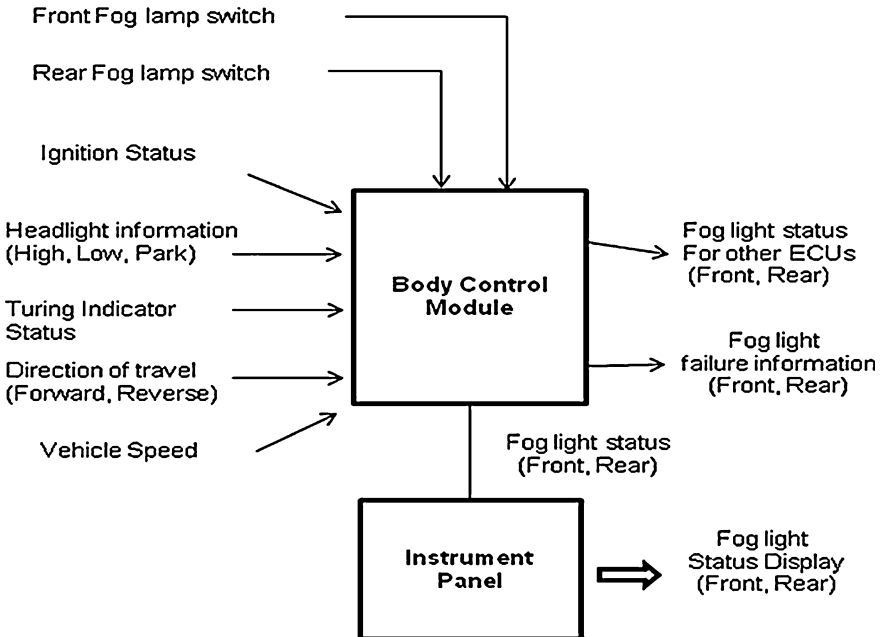 Front Fog lamp switch
Rear Fog lamp switch
Ignition Status
Headlight information
(High, Low, Park)
Turing Indicator
Status
Direction of travel
(Forward, Reverse)
Vehicle Speed
Body Control
Module
Fog light status
For other ECUs
(Front, Rear)
Fog light
failure information
(Front, Rear)
Fog light status
(Front, Rear)
Instrument
Panel
Fog light
Status Display
(Front, Rear)